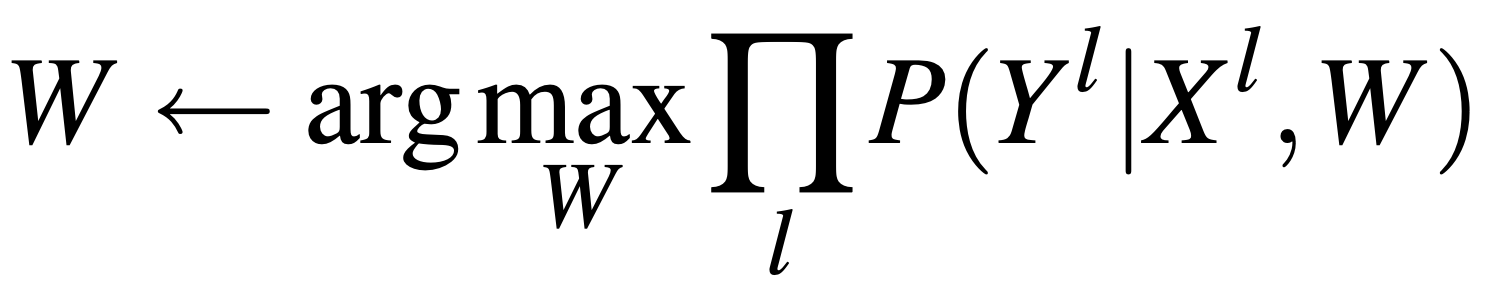 W ← arg max_W ∏_l P(Y^l|X^l, W)